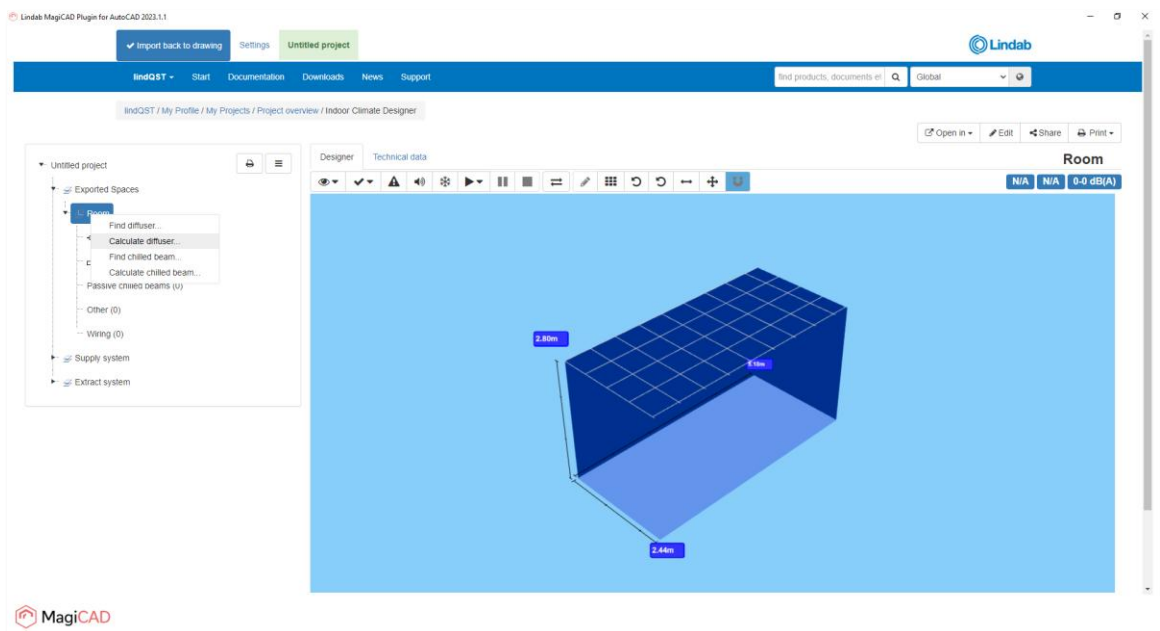 Lindab MagiCAD Plugin for AutoCAD 2023.1.1
Import back to drawing
Settings
Untitled project
Lindab
lindQST
Start
Documentation
Downloads
News
Support
find products, documents et
Global
lindQST / My Profile / My Projects / Project overview / Indoor Climate Designer
Open in
Edit
Share
Print
Untitled project
Designer
Technical data
Room
Exported Spaces
N/A
N/A
0-0 dB(A)
Room
Find diffuser...
Calculate diffuser...
Find chilled beam...
Calculate chilled beam...
Passive chilled beams (0)
Other (0)
Wiring (0)
Supply system
Extract system
2.80m
2.44m
MagiCAD